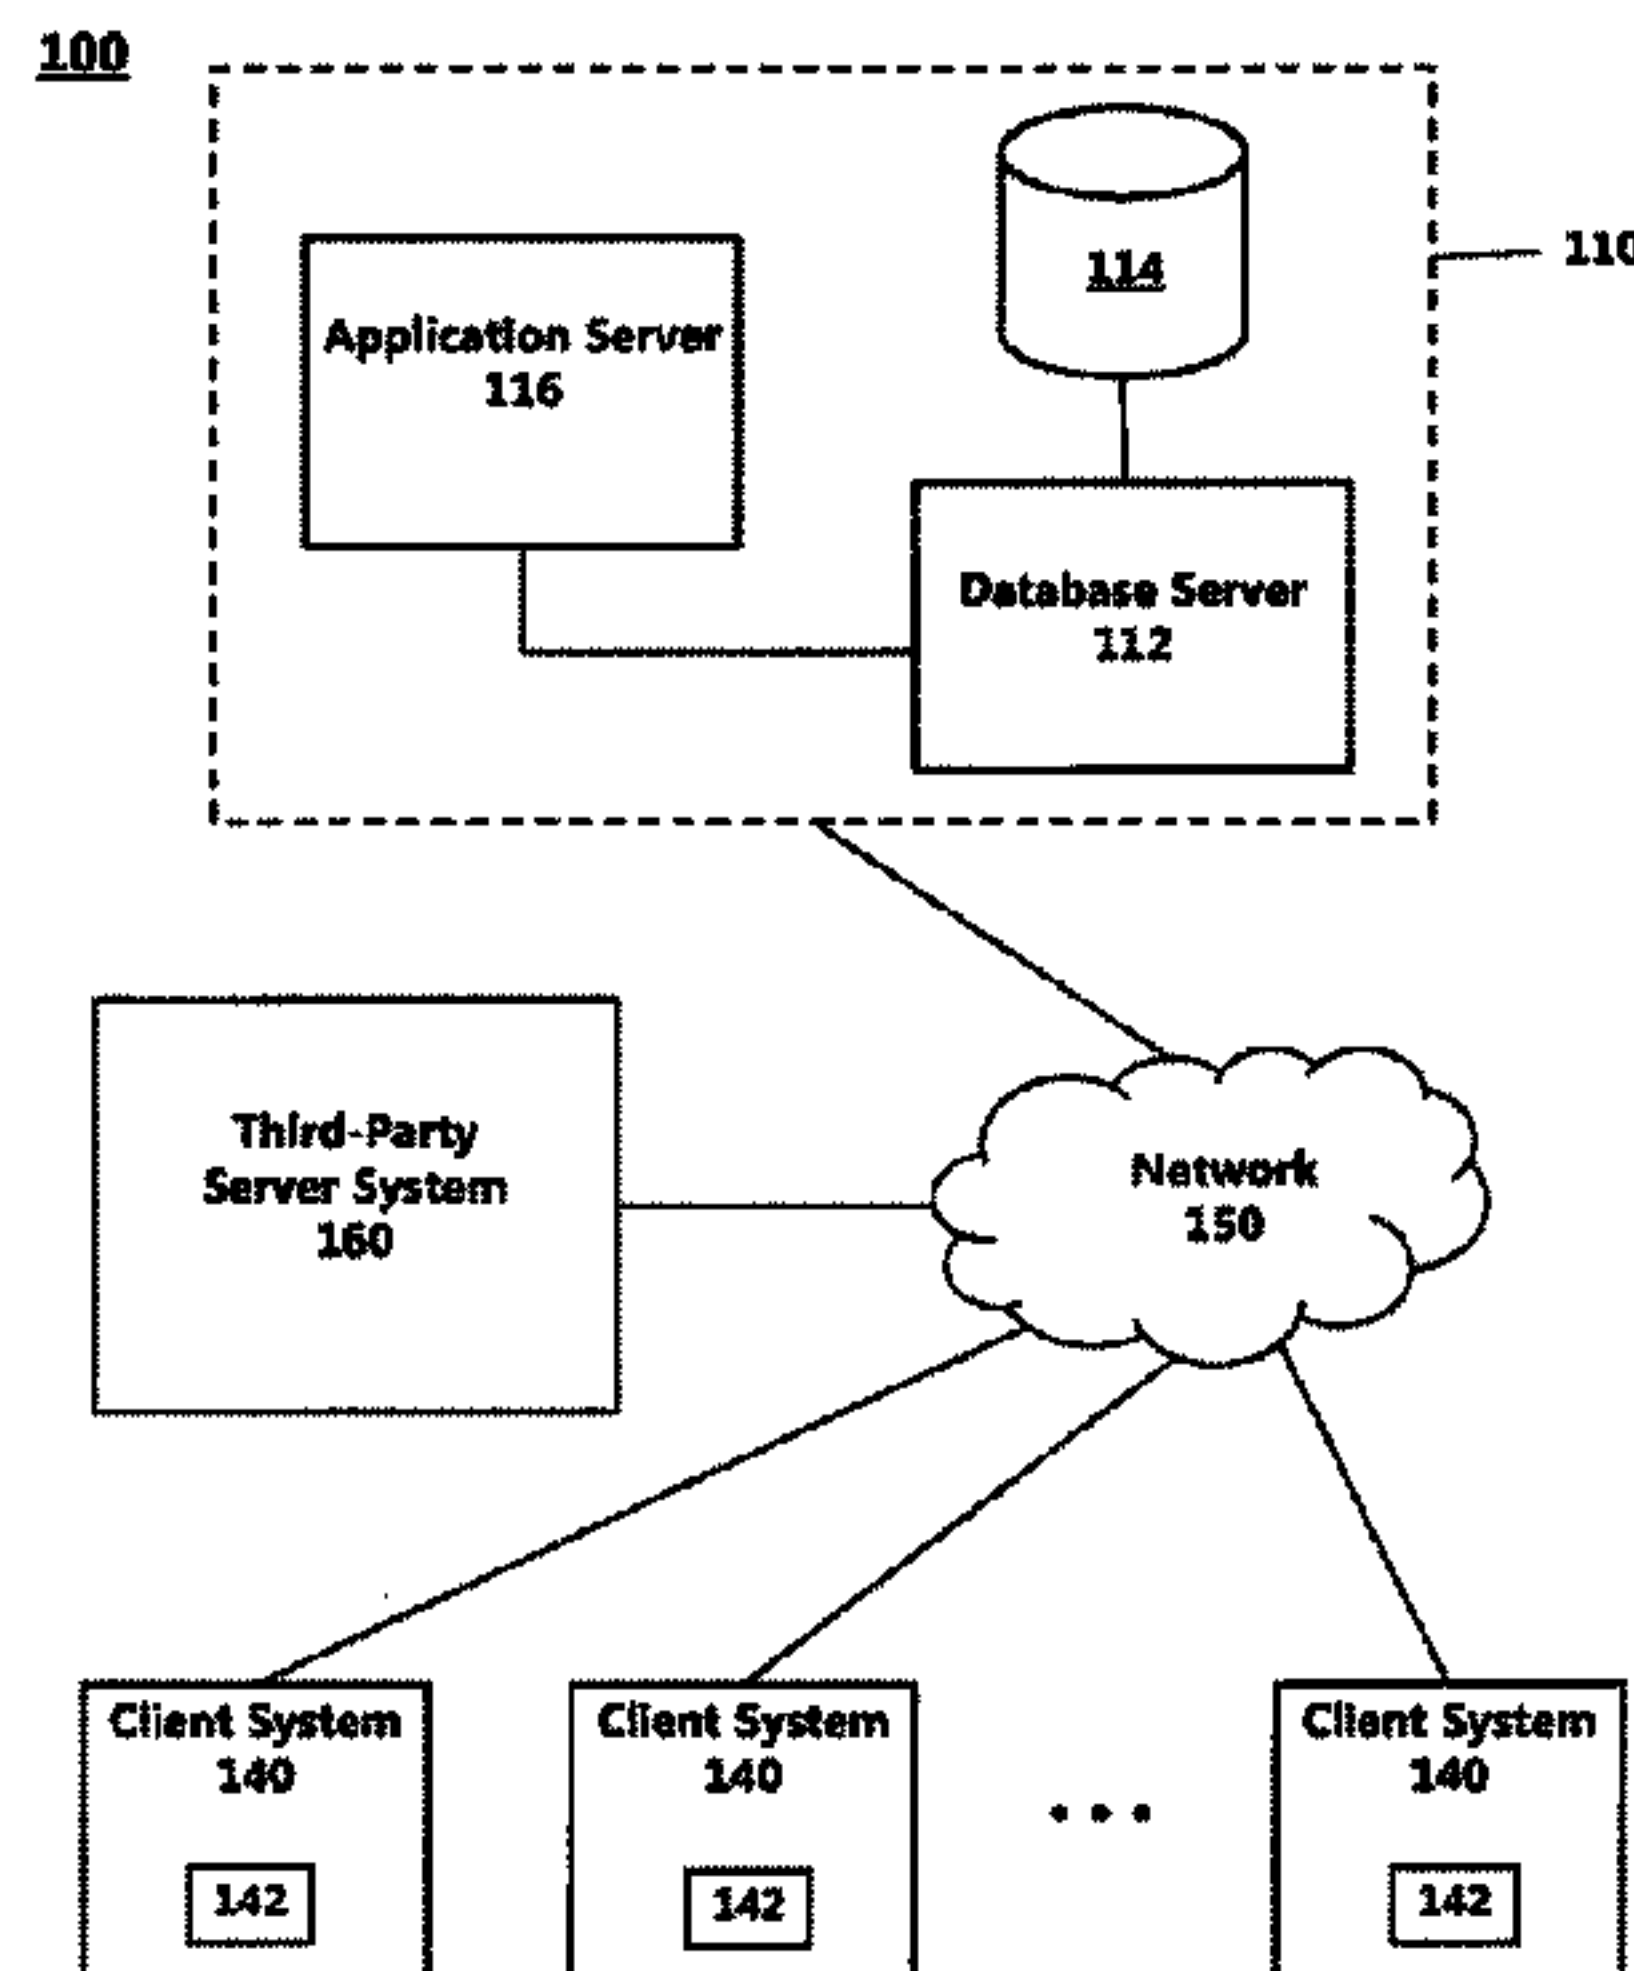 100
110
114
Application Server
116
Database Server
112
Third-Party
Server System
160
Network
150
Client System
140
142
Client System
140
142
• • •
Client System
140
142